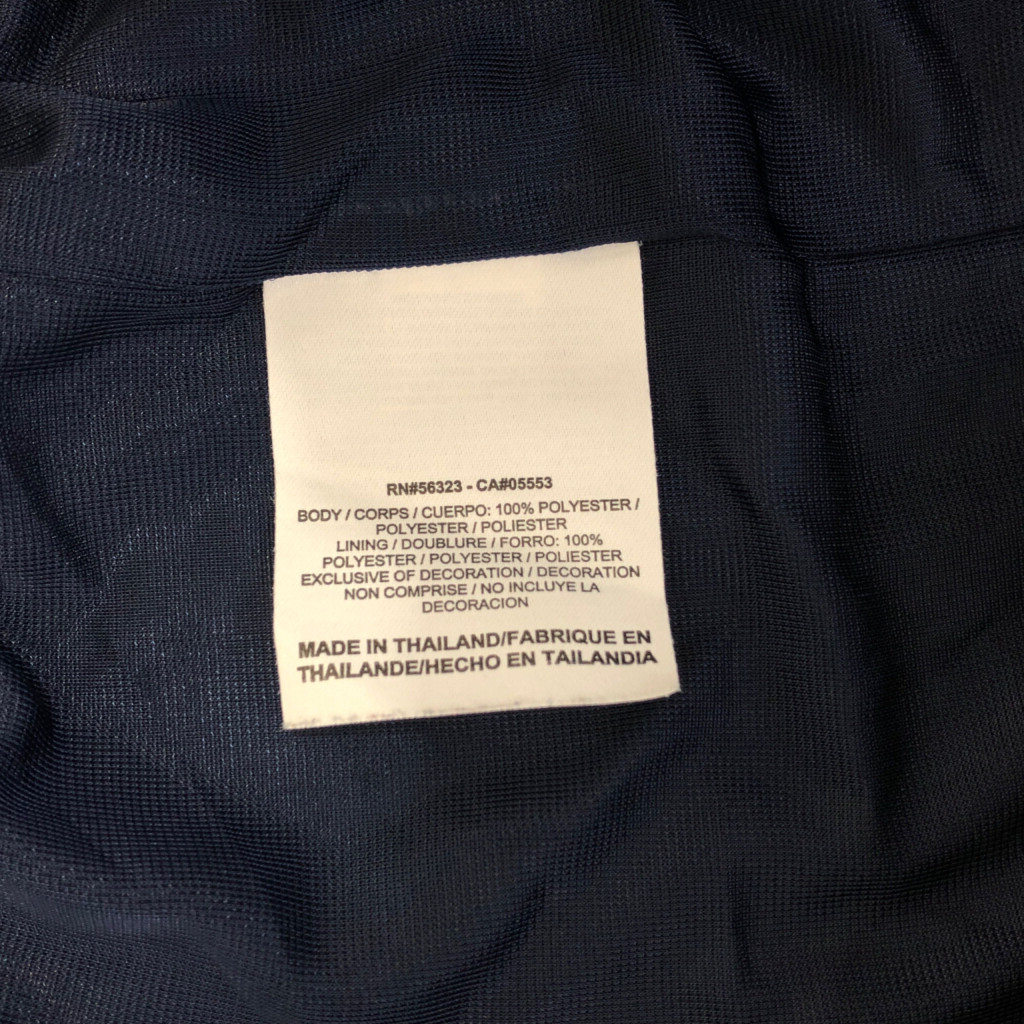 RN#56323 - CA#05553
BODY / CORPS / CUERPO: 100% POLYESTER /
POLYESTER / POLIESTER
LINING / DOUBLURE / FORRO: 100%
POLYESTER / POLYESTER / POLIESTER
EXCLUSIVE OF DECORATION / DECORATION
NON COMPRISE / NO INCLUYE LA
DECORACION
MADE IN THAILAND/FABRIQUE EN
THAILANDE/HECHO EN TAILANDIA